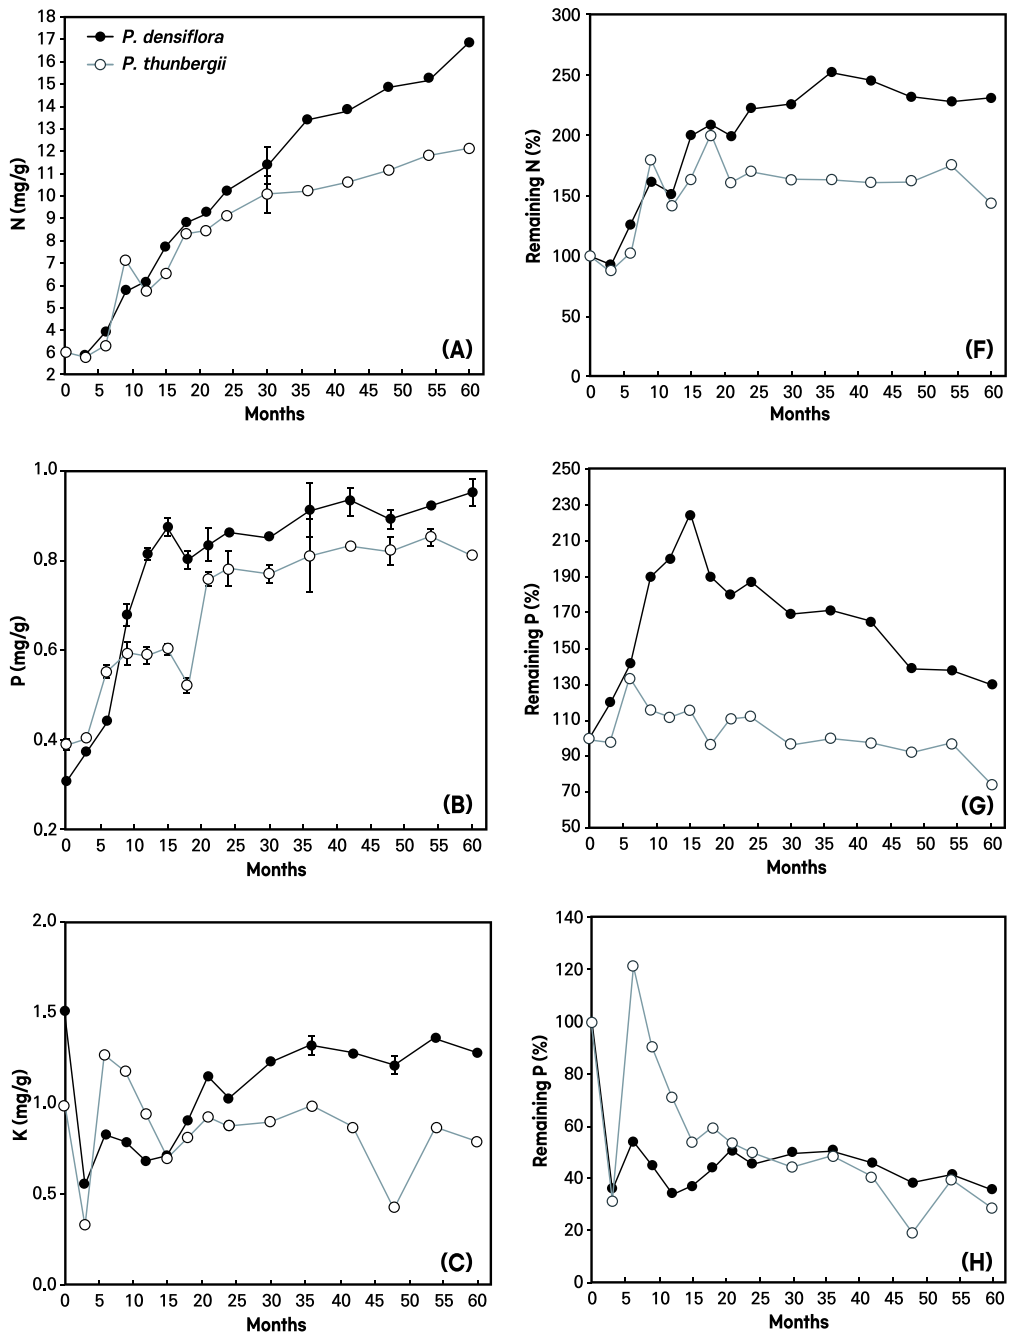 18
17
16
15
14
13
12
11
10
9
8
7
6
5
4
6
2
N (mg/g)
P. densiflora
P. thunbergii
(A)
0 5 10 15 20 25 30 35 40 45 50 55 60
Months
300
250
200
150
100
50
0
Remaining N (%)
(F)
0 5 10 15 20 25 30 35 40 45 50 55 60
Months
1.0
0.8
0.6
0.4
0.2
P (mg/g)
(B)
0 5 10 15 20 25 30 35 40 45 50 55 60
Months
250
230
210
190
170
150
130
110
90
70
50
Remaining P (%)
(G)
0 5 10 15 20 25 30 35 40 45 50 55 60
Months
2.0
1.5
1.0
0.5
0.0
K (mg/g)
(C)
0 5 10 15 20 25 30 35 40 45 50 55 60
Months
140
120
100
80
60
40
20
0
Remaining P (%)
(H)
0 5 10 15 20 25 30 35 40 45 50 55 60
Months